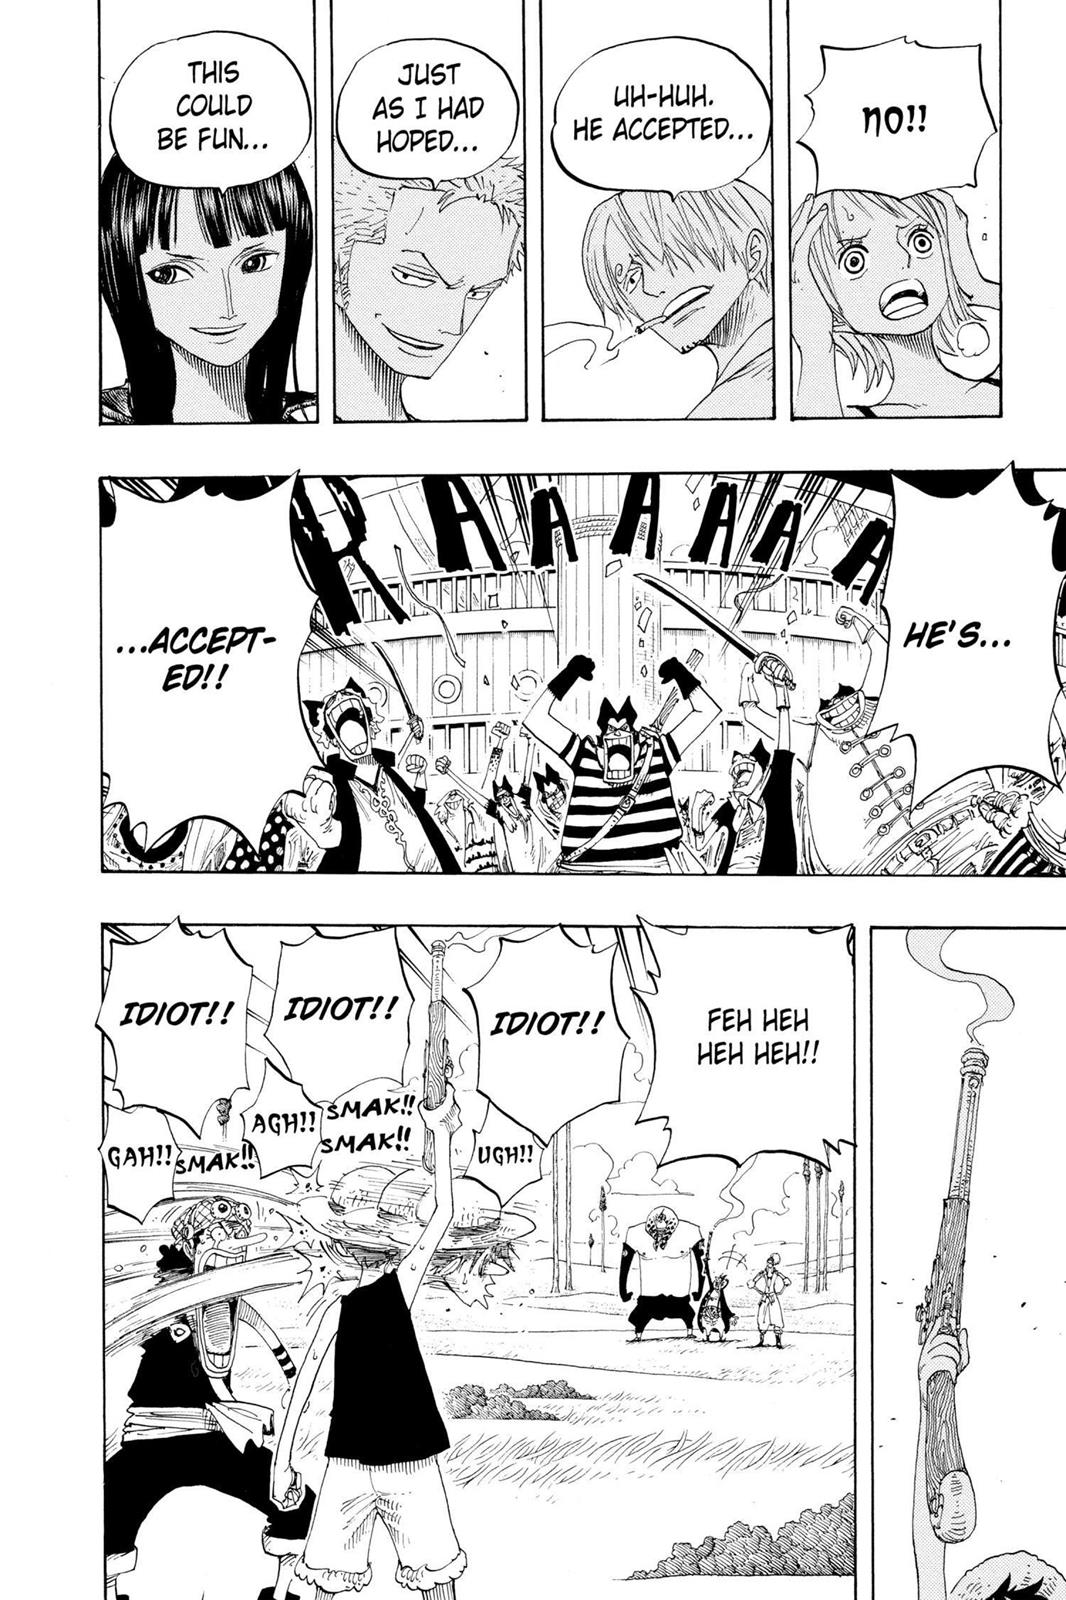 NO!!
UH-HUH.
HE ACCEPTED...
JUST
AS I HAD
HOPED...
THIS
COULD
BE FUN...
HE'S...
RAAAAAA
...ACCEPT-
ED!!
FEH HEH
HEH HEH!!
IDIOT!!
IDIOT!!
IDIOT!!
UGH!!
SMAK!!
SMAK!!
AGH!!
SMAK!!
GAH!!